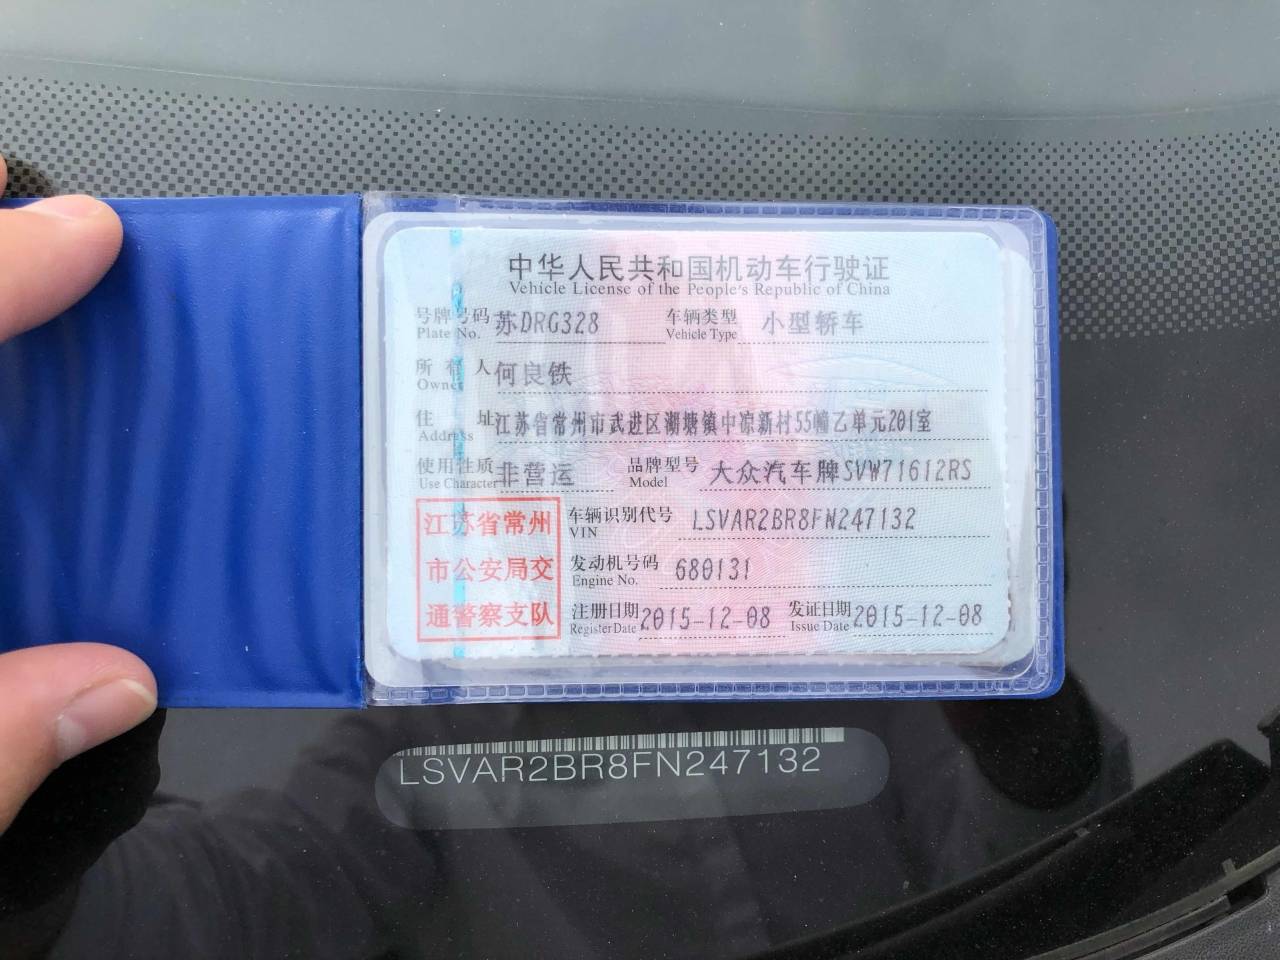 中华人民共和国机动车行驶证
Vehicle License of the People's Republic of China
号牌号码 苏DRG328 车辆类型 小型轿车
Plate No. Vehicle Type
所有人 何良铁
Owner
住址 江苏省常州市武进区湖塘镇中凉新村55幢乙单元201室
Address
使用性质 非营运 品牌型号 大众汽车牌SVW71612RS
Use Character Model
江苏省常州
市公安局交
通警察支队
车辆识别代号 LSVAR2BR8FN247132
VIN
发动机号码 680131
Engine No.
注册日期 2015-12-08 发证日期 2015-12-08
Register Date Issue Date
LSVAR2BR8FN247132